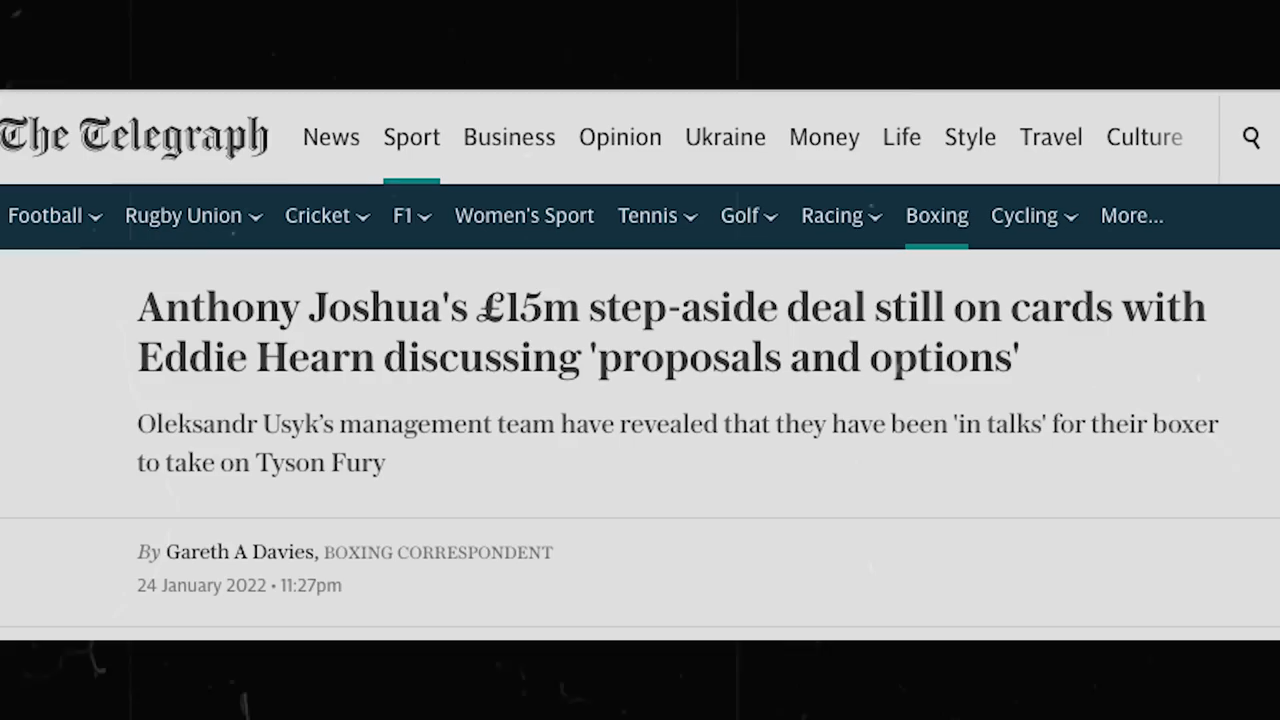 The Telegraph News Sport Business Opinion Ukraine Money Life Style Travel Culture
Football Rugby Union Cricket F1 Women's Sport Tennis Golf Racing Boxing Cycling More...
Anthony Joshua's £15m step-aside deal still on cards with
Eddie Hearn discussing 'proposals and options'
Oleksandr Usyk’s management team have revealed that they have been 'in talks' for their boxer
to take on Tyson Fury
By Gareth A Davies, BOXING CORRESPONDENT
24 January 2022 • 11:27pm